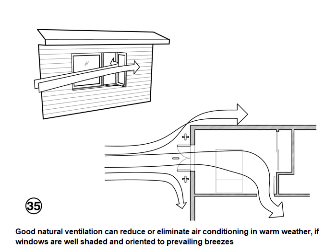 35
Good natural ventilation can reduce or eliminate air conditioning in warm weather, if
windows are well shaded and oriented to prevailing breezes